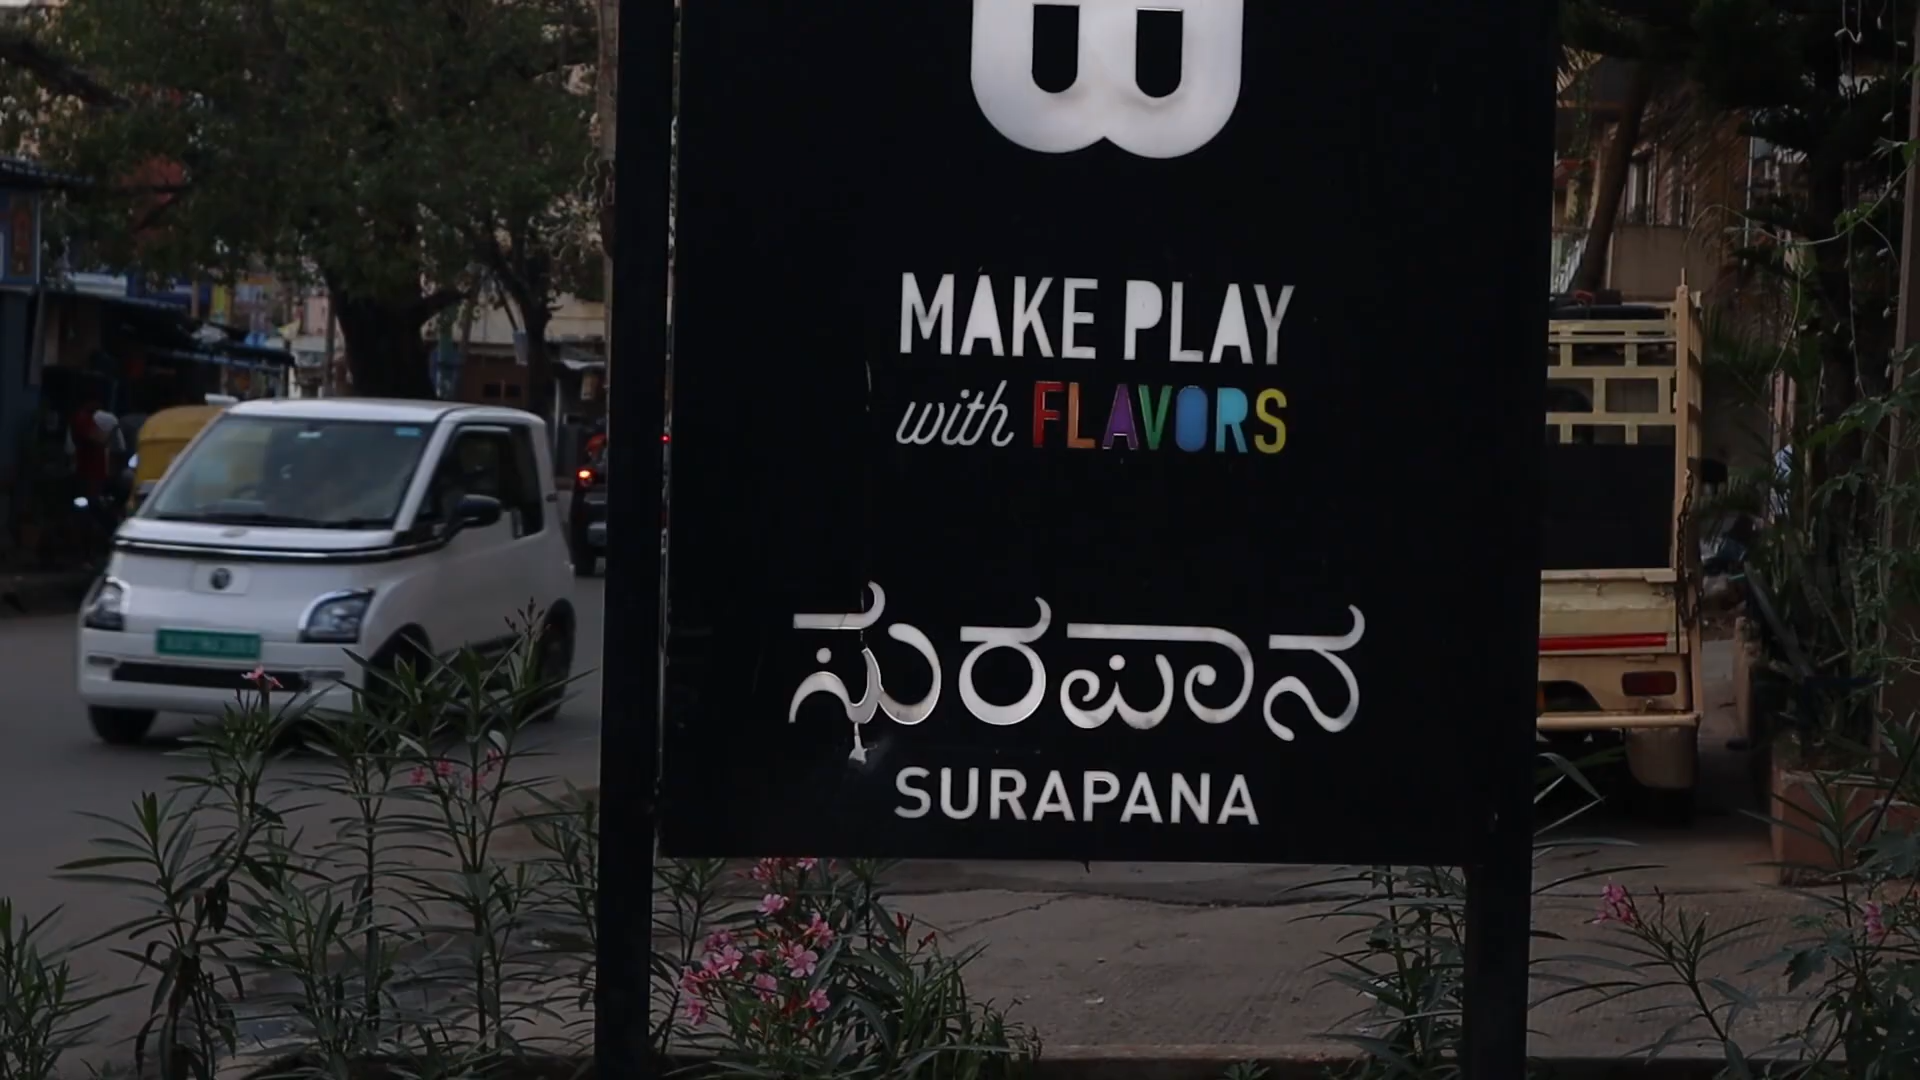 MAKE PLAY
with FLAVORS
ಸುರಪಾನ
SURAPANA